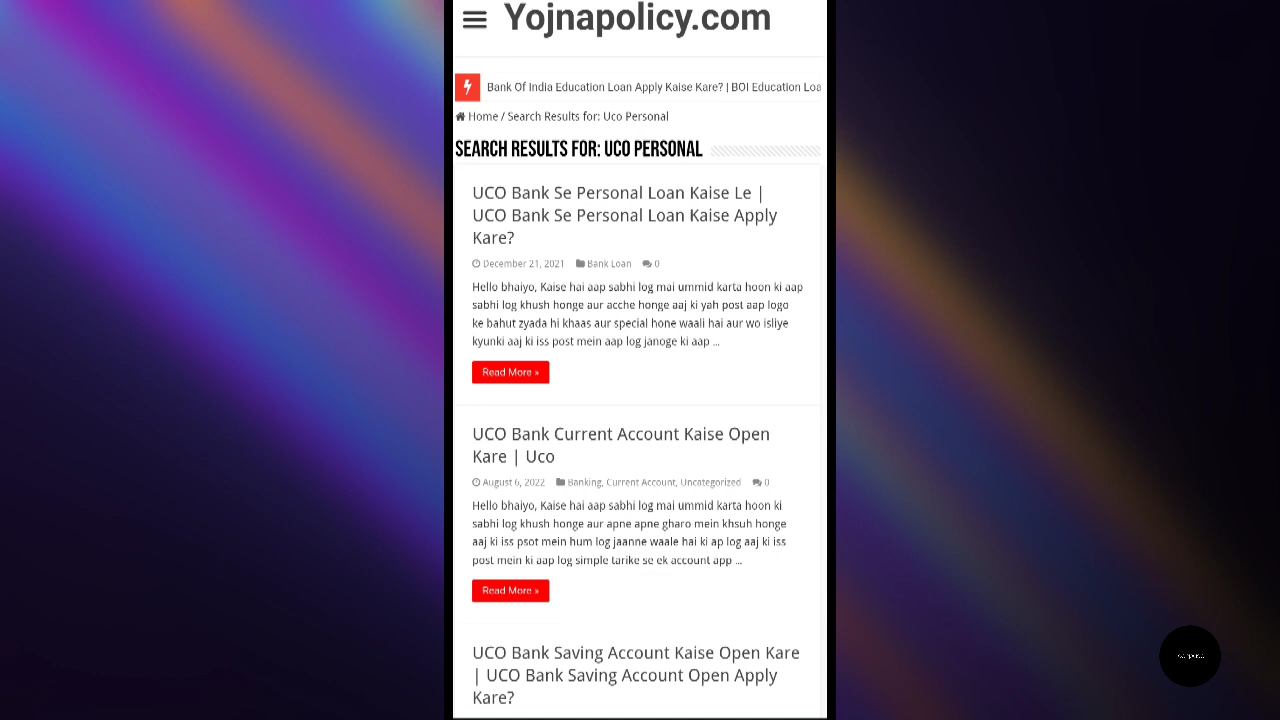 Yojnapolicy.com
Bank Of India Education Loan Apply Kaise Kare? | BOI Education Loa
Home / Search Results for: Uco Personal
SEARCH RESULTS FOR: UCO PERSONAL
UCO Bank Se Personal Loan Kaise Le |
UCO Bank Se Personal Loan Kaise Apply
Kare?
December 21, 2021 Bank Loan 0
Hello bhaiyo, Kaise hai aap sabhi log mai ummid karta hoon ki aap
sabhi log khush honge aur acche honge aaj ki yah post aap logo
ke bahut zyada hi khaas aur special hone waali hai aur wo isliye
kyunki aaj ki iss post mein aap log janoge ki aap ...
Read More »
UCO Bank Current Account Kaise Open
Kare | Uco
August 6, 2022 Banking, Current Account, Uncategorized 0
Hello bhaiyo, Kaise hai aap sabhi log mai ummid karta hoon ki
sabhi log khush honge aur apne apne gharo mein khsuh honge
aaj ki iss psot mein hum log jaanne waale hai ki ap log aaj ki iss
post mein ki aap log simple tarike se ek account app ...
Read More »
UCO Bank Saving Account Kaise Open Kare
| UCO Bank Saving Account Open Apply
Kare?